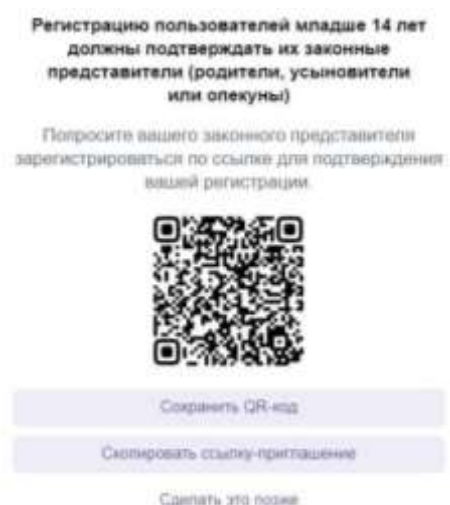 Регистрацию пользователей младше 14 лет
должны подтверждать их законные
представители (родители, усыновители
или опекуны)
Попросите вашего законного представителя
зарегистрироваться по ссылке для подтверждения
вашей регистрации.
Сохранить QR-код
Скопировать ссылку-приглашение
Сделать это позже